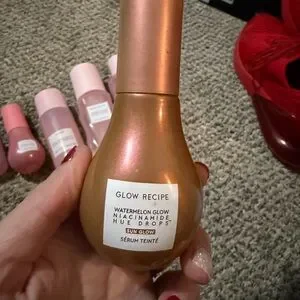 GLOW RECIPE
WATERMELON GLOW
NIACINAMIDE
HUE DROPS
SUN GLOW
SÉRUM TEINTÉ